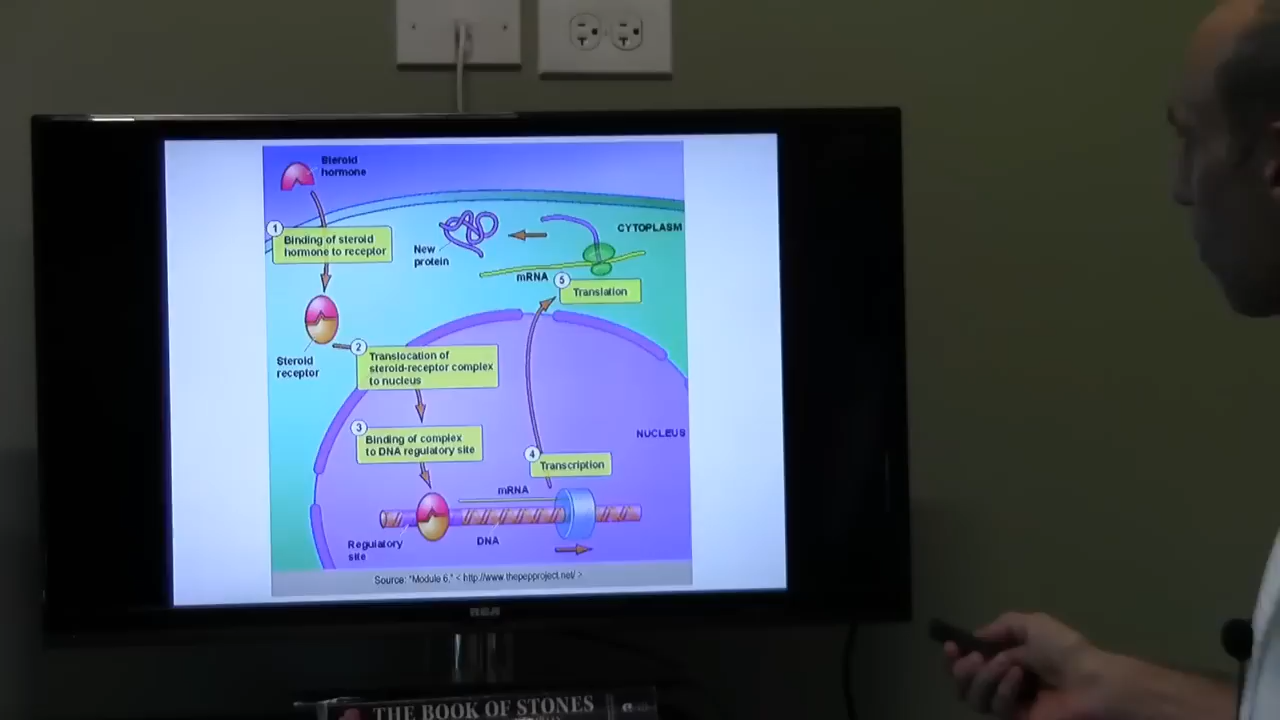 Steroid
hormone
1
Binding of steroid
hormone to receptor
New
protein
CYTOPLASM
mRNA
5
Translation
Steroid
receptor
2
Translocation of
steroid-receptor complex
to nucleus
3
Binding of complex
to DNA regulatory site
NUCLEUS
4
Transcription
mRNA
Regulatory
site
DNA
Source: "Module 6," < http://www.thepepproject.net/ >
RCA
THE BOOK OF STONES